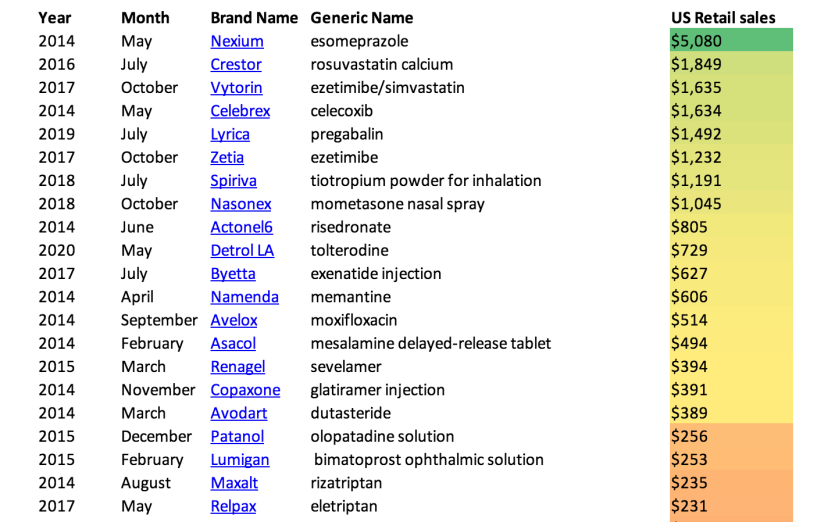 Year Month Brand Name Generic Name US Retail sales
2014 May Nexium esomeprazole $5,080
2016 July Crestor rosuvastatin calcium $1,849
2017 October Vytorin ezetimibe/simvastatin $1,635
2014 May Celebrex celecoxib $1,634
2019 July Lyrica pregabalin $1,492
2017 October Zetia ezetimibe $1,232
2018 July Spiriva tiotropium powder for inhalation $1,191
2018 October Nasonex mometasone nasal spray $1,045
2014 June Actonel6 risedronate $805
2020 May Detrol LA tolterodine $729
2017 July Byetta exenatide injection $627
2014 April Namenda memantine $606
2014 September Avelox moxifloxacin $514
2014 February Asacol mesalamine delayed-release tablet $494
2015 March Renagel sevelamer $394
2014 November Copaxone glatiramer injection $391
2014 March Avodart dutasteride $389
2015 December Patanol olopatadine solution $256
2015 February Lumigan bimatoprost ophthalmic solution $253
2014 August Maxalt rizatriptan $235
2017 May Relpax eletriptan $231